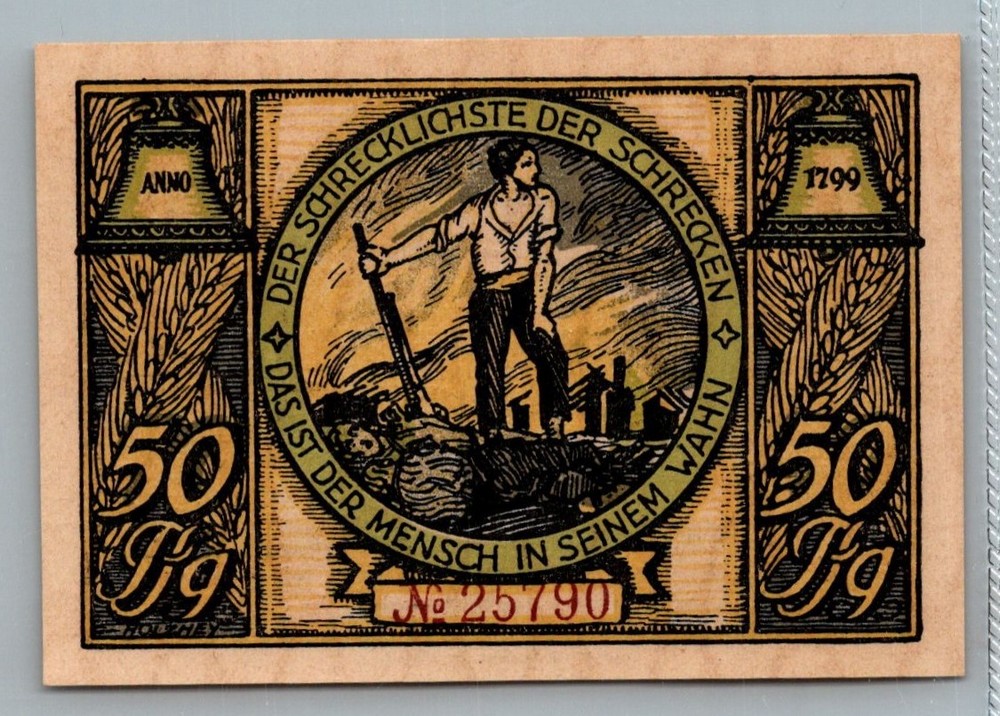 ANNO
1799
DER SCHRECKLICHSTE DER SCHRECKEN
DAS IST DER MENSCH IN SEINEM WAHN
50
Pfg
50
Pfg
№ 25790
HOLZHEY